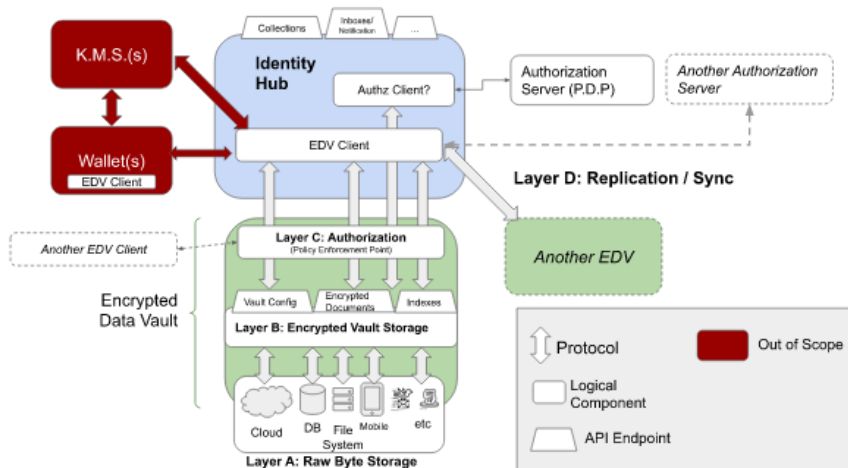 Collections
Inboxes/
Notification
...
K.M.S.(s)
Identity
Hub
Authz Client?
Authorization
Server (P.D.P)
Another Authorization
Server
EDV Client
Wallet(s)
EDV Client
Layer D: Replication / Sync
Layer C: Authorization
(Policy Enforcement Point)
Another EDV Client
Another EDV
Encrypted
Data Vault
Vault Config
Encrypted
Documents
Indexes
Layer B: Encrypted Vault Storage
Protocol
Out of Scope
Logical
Component
API Endpoint
Cloud
DB
File
System
Mobile
etc
Layer A: Raw Byte Storage